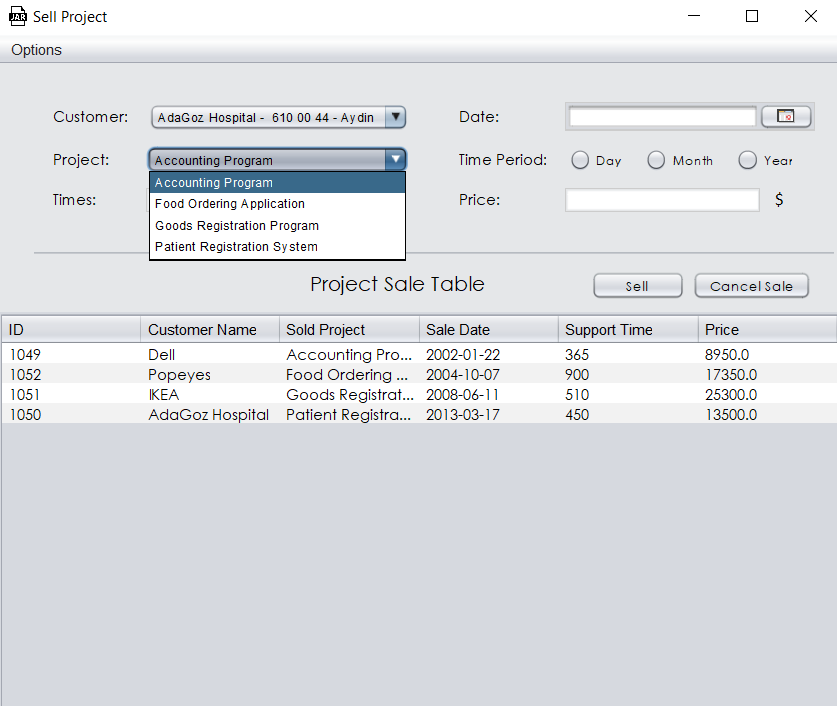 Sell Project
Options
Customer: AdaGoz Hospital - 610 00 44 - Aydin Date:
Project: Accounting Program Time Period: Day Month Year
Accounting Program
Times: Food Ordering Application Price: $
Goods Registration Program
Patient Registration System
Project Sale Table Sell Cancel Sale
ID Customer Name Sold Project Sale Date Support Time Price
1049 Dell Accounting Pro... 2002-01-22 365 8950.0
1052 Popeyes Food Ordering ... 2004-10-07 900 17350.0
1051 IKEA Goods Registrat... 2008-06-11 510 25300.0
1050 AdaGoz Hospital Patient Registra... 2013-03-17 450 13500.0